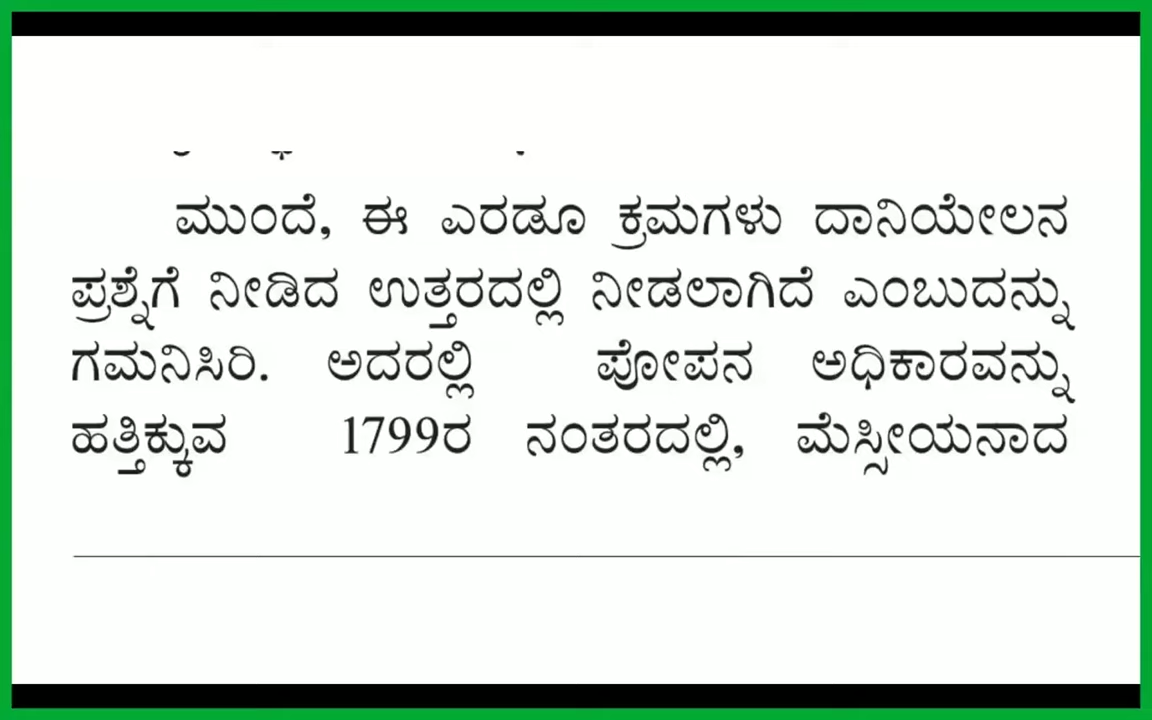 ಮುಂದೆ, ಈ ಎರಡೂ ಕ್ರಮಗಳು ದಾನಿಯೇಲನ
ಪ್ರಶ್ನೆಗೆ ನೀಡಿದ ಉತ್ತರದಲ್ಲಿ ನೀಡಲಾಗಿದೆ ಎಂಬುದನ್ನು
ಗಮನಿಸಿರಿ. ಅದರಲ್ಲಿ ಪೋಪನ ಅಧಿಕಾರವನ್ನು
ಹತ್ತಿಕ್ಕುವ 1799ರ ನಂತರದಲ್ಲಿ, ಮೆಸ್ಸೀಯನಾದ